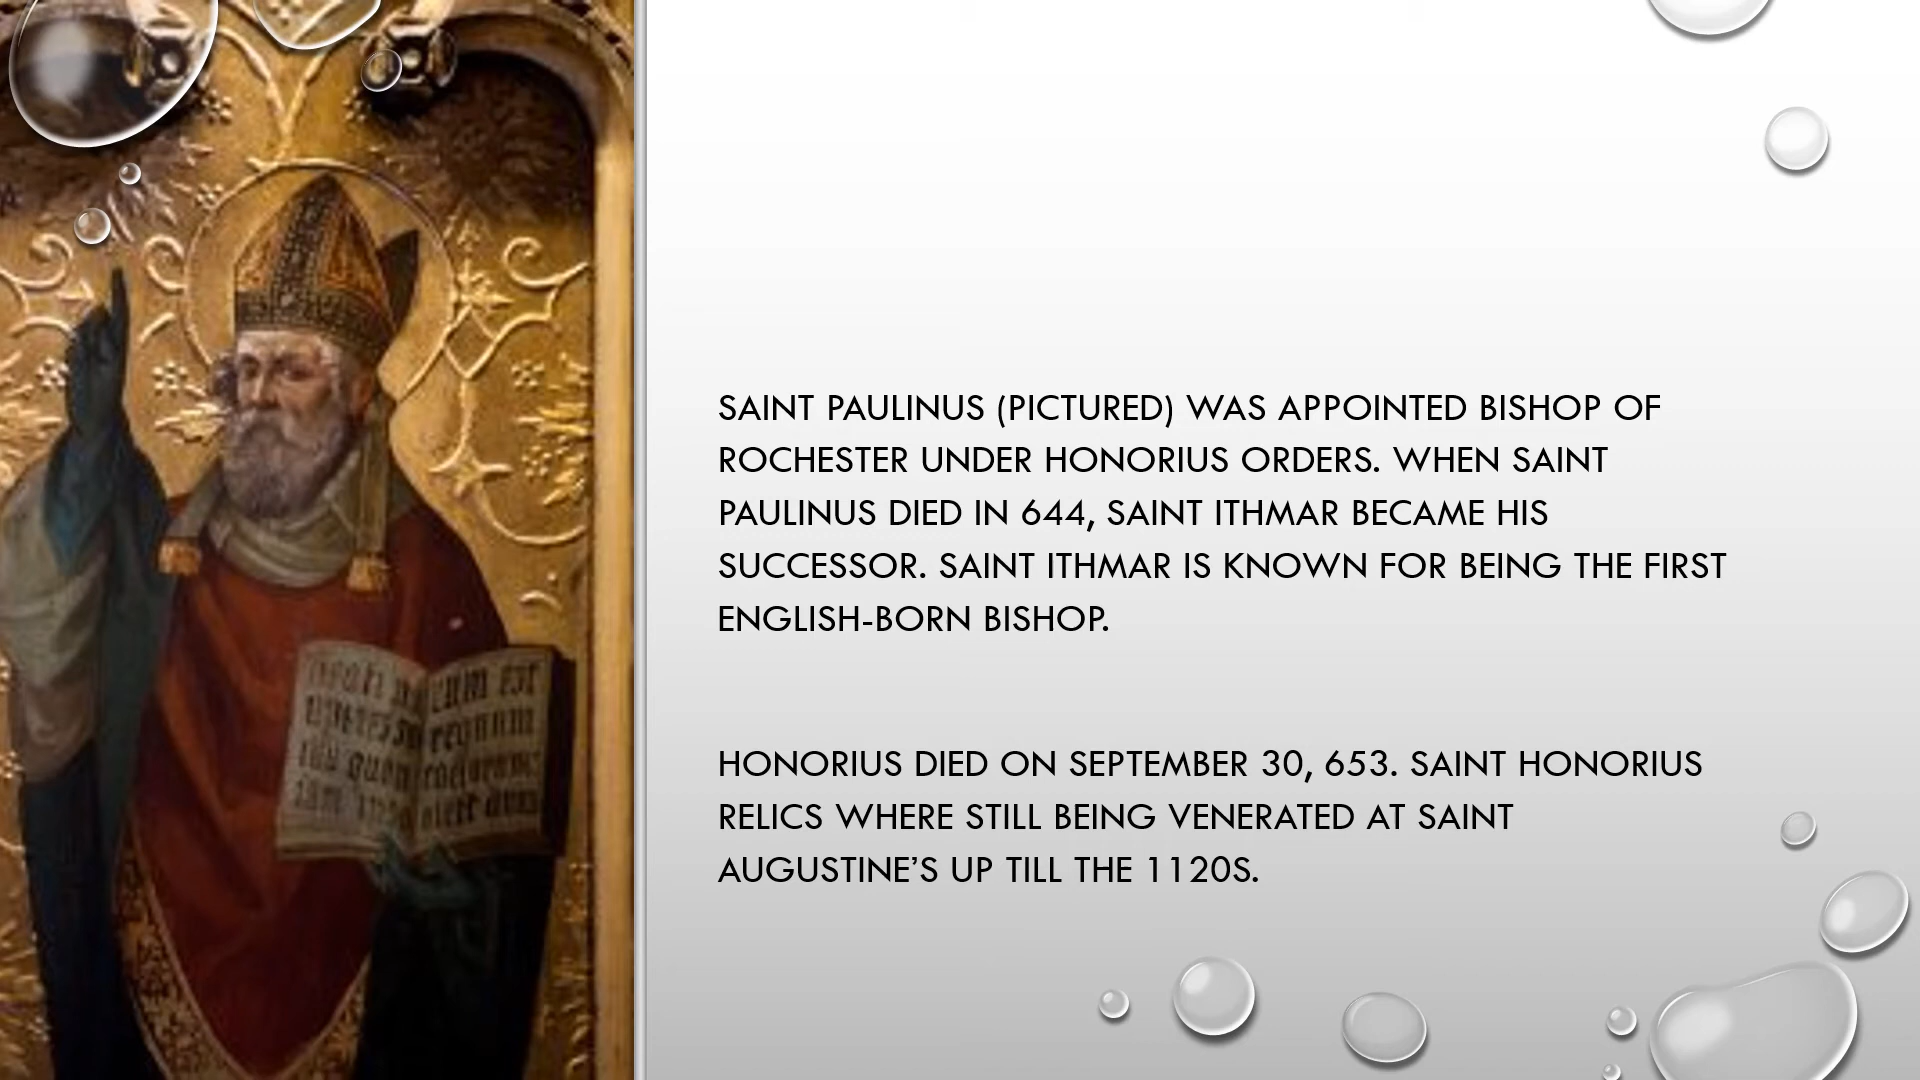 SAINT PAULINUS (PICTURED) WAS APPOINTED BISHOP OF
ROCHESTER UNDER HONORIUS ORDERS. WHEN SAINT
PAULINUS DIED IN 644, SAINT ITHMAR BECAME HIS
SUCCESSOR. SAINT ITHMAR IS KNOWN FOR BEING THE FIRST
ENGLISH-BORN BISHOP.
HONORIUS DIED ON SEPTEMBER 30, 653. SAINT HONORIUS
RELICS WHERE STILL BEING VENERATED AT SAINT
AUGUSTINE’S UP TILL THE 1120S.